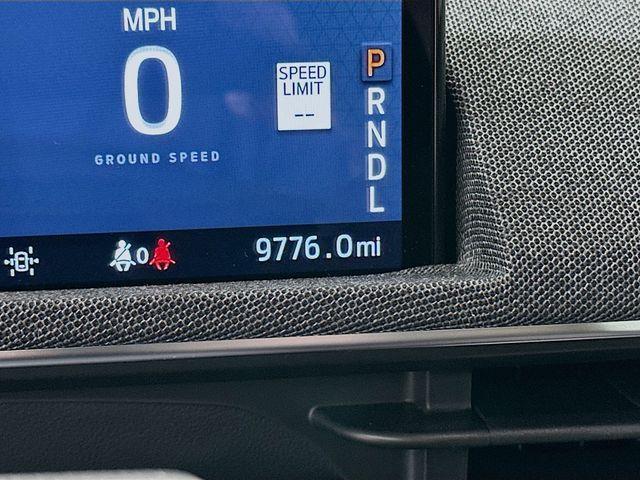 MPH
0
GROUND SPEED
SPEED
LIMIT
--
P
R
N
D
L
0
9776.0mi